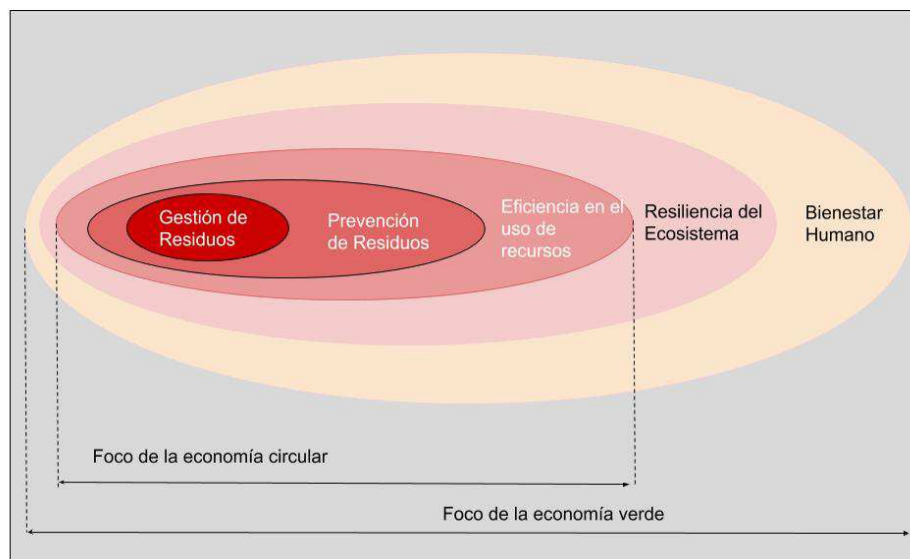 Gestión de
Residuos
Prevención
de Residuos
Eficiencia en el
uso de
recursos
Resiliencia del
Ecosistema
Bienestar
Humano
Foco de la economía circular
Foco de la economía verde